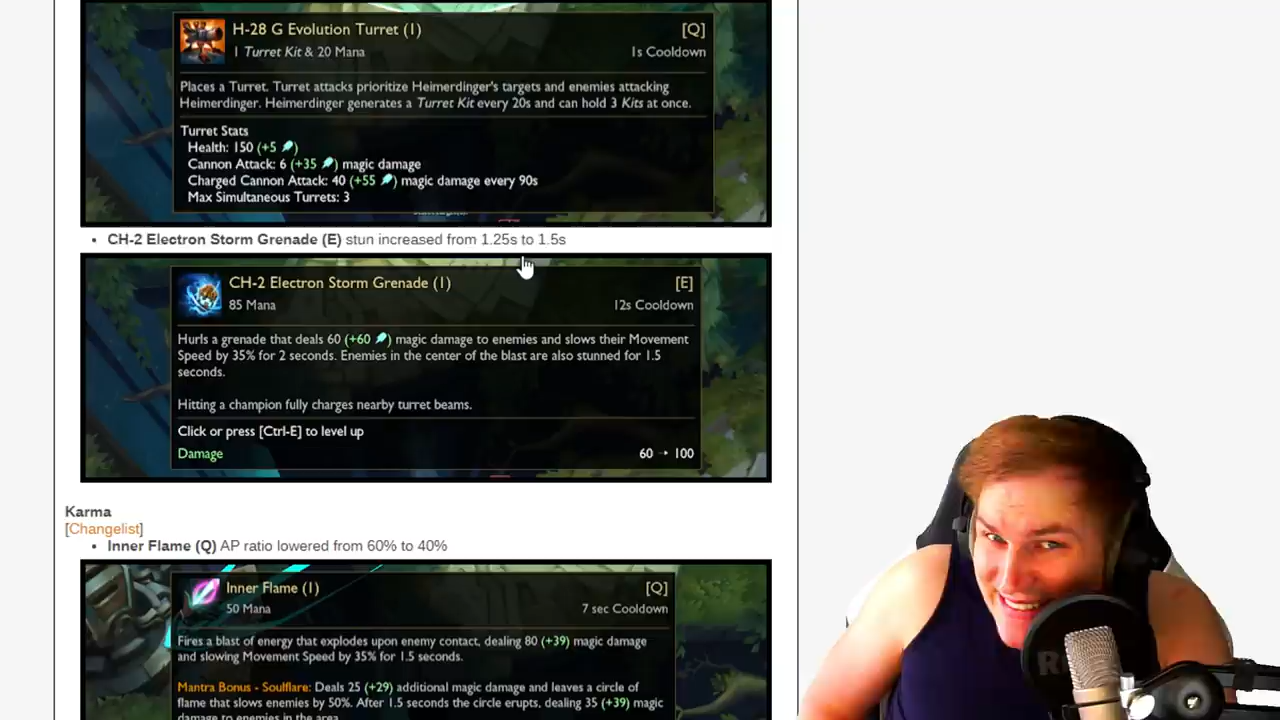 H-28 G Evolution Turret (1) [Q]
1 Turret Kit & 20 Mana 1s Cooldown
Places a Turret. Turret attacks prioritize Heimerdinger's targets and enemies attacking
Heimerdinger. Heimerdinger generates a Turret Kit every 20s and can hold 3 Kits at once.
Turret Stats
Health: 150 (+5)
Cannon Attack: 6 (+35) magic damage
Charged Cannon Attack: 40 (+55) magic damage every 90s
Max Simultaneous Turrets: 3
• CH-2 Electron Storm Grenade (E) stun increased from 1.25s to 1.5s
CH-2 Electron Storm Grenade (1) [E]
85 Mana 12s Cooldown
Hurls a grenade that deals 60 (+60) magic damage to enemies and slows their Movement
Speed by 35% for 2 seconds. Enemies in the center of the blast are also stunned for 1.5
seconds.
Hitting a champion fully charges nearby turret beams.
Click or press [Ctrl-E] to level up
Damage 60 → 100
Karma
[Changelist]
• Inner Flame (Q) AP ratio lowered from 60% to 40%
Inner Flame (1) [Q]
50 Mana 7 sec Cooldown
Fires a blast of energy that explodes upon enemy contact, dealing 80 (+39) magic damage
and slowing Movement Speed by 35% for 1.5 seconds.
Mantra Bonus - Soulflare: Deals 25 (+29) additional magic damage and leaves a circle of
flame that slows enemies by 50%. After 1.5 seconds the circle erupts, dealing 35 (+39) magic
damage to enemies in the area.